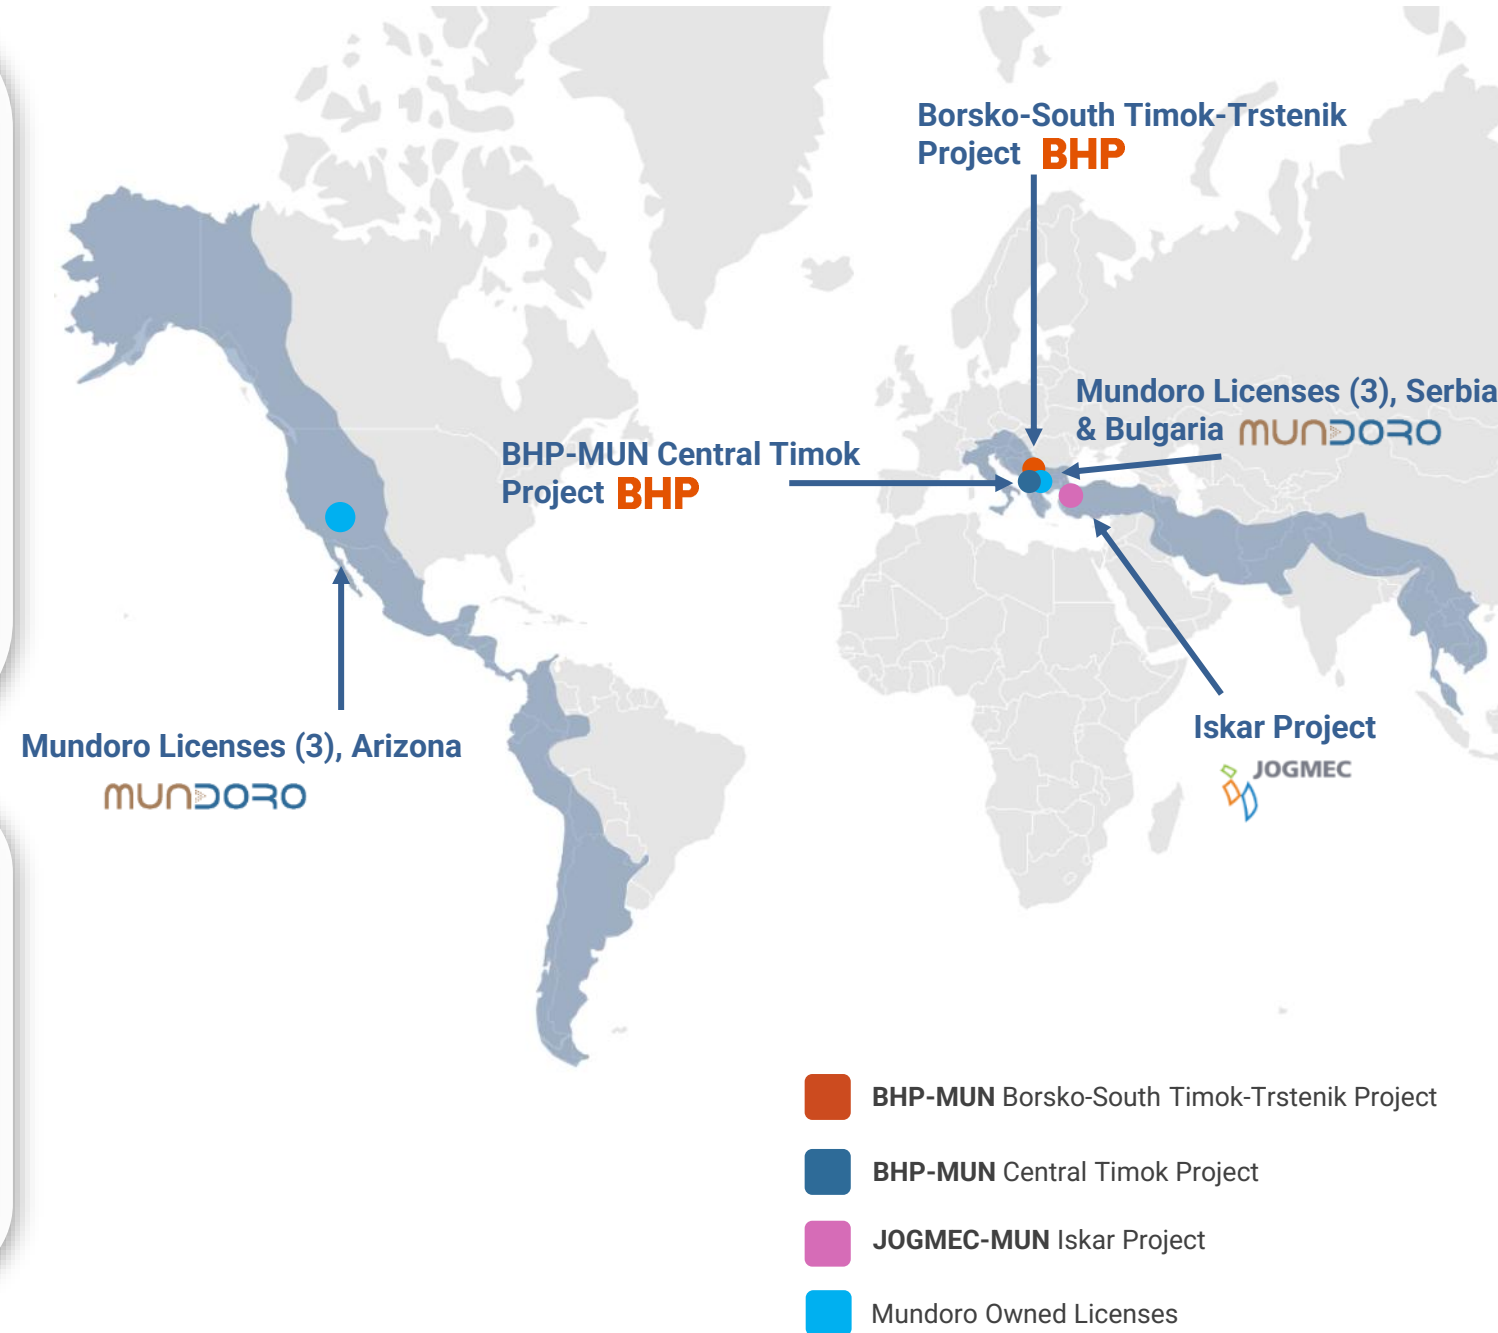 Borsko-South Timok-Trstenik
Project BHP
Mundoro Licenses (3), Serbia
& Bulgaria MUNDORO
BHP-MUN Central Timok
Project BHP
Iskar Project
JOGMEC
Mundoro Licenses (3), Arizona
MUNDORO
BHP-MUN Borsko-South Timok-Trstenik Project
BHP-MUN Central Timok Project
JOGMEC-MUN Iskar Project
Mundoro Owned Licenses